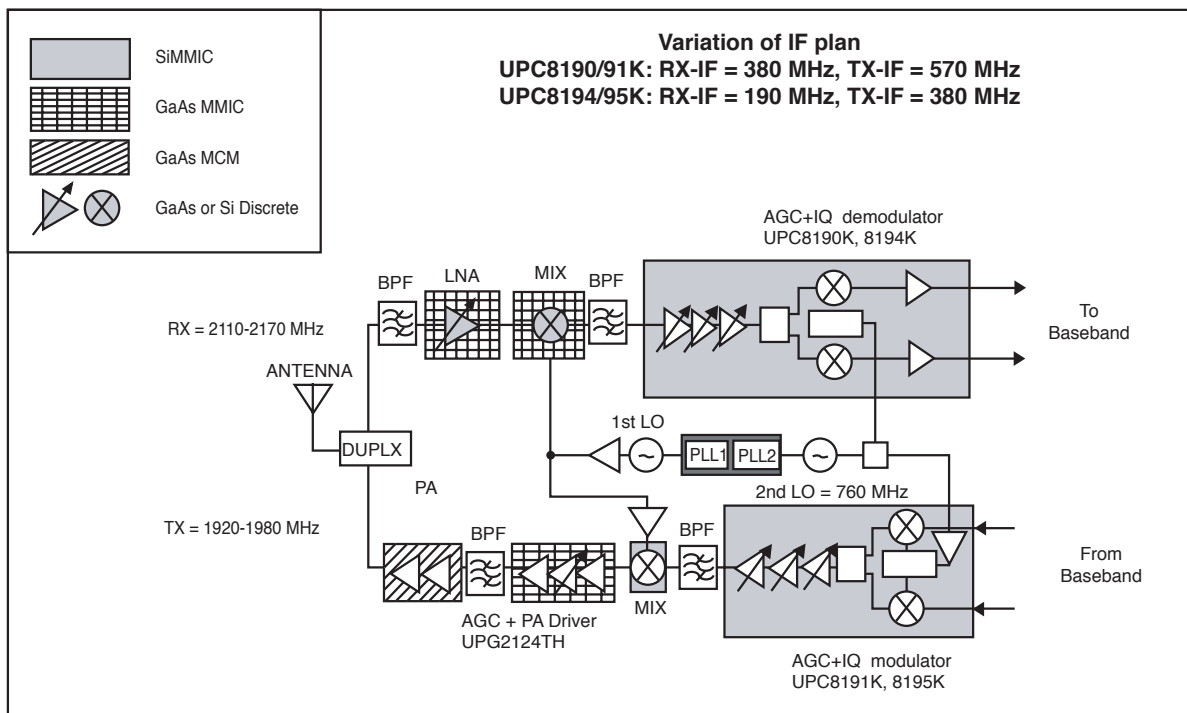 SiMMIC
GaAs MMIC
GaAs MCM
GaAs or Si Discrete
Variation of IF plan
UPC8190/91K: RX-IF = 380 MHz, TX-IF = 570 MHz
UPC8194/95K: RX-IF = 190 MHz, TX-IF = 380 MHz
AGC+IQ demodulator
UPC8190K, 8194K
BPF
LNA
MIX
BPF
RX = 2110-2170 MHz
To
Baseband
ANTENNA
DUPLX
1st LO
PLL1
PLL2
PA
2nd LO = 760 MHz
TX = 1920-1980 MHz
BPF
BPF
From
Baseband
MIX
AGC + PA Driver
UPG2124TH
AGC+IQ modulator
UPC8191K, 8195K